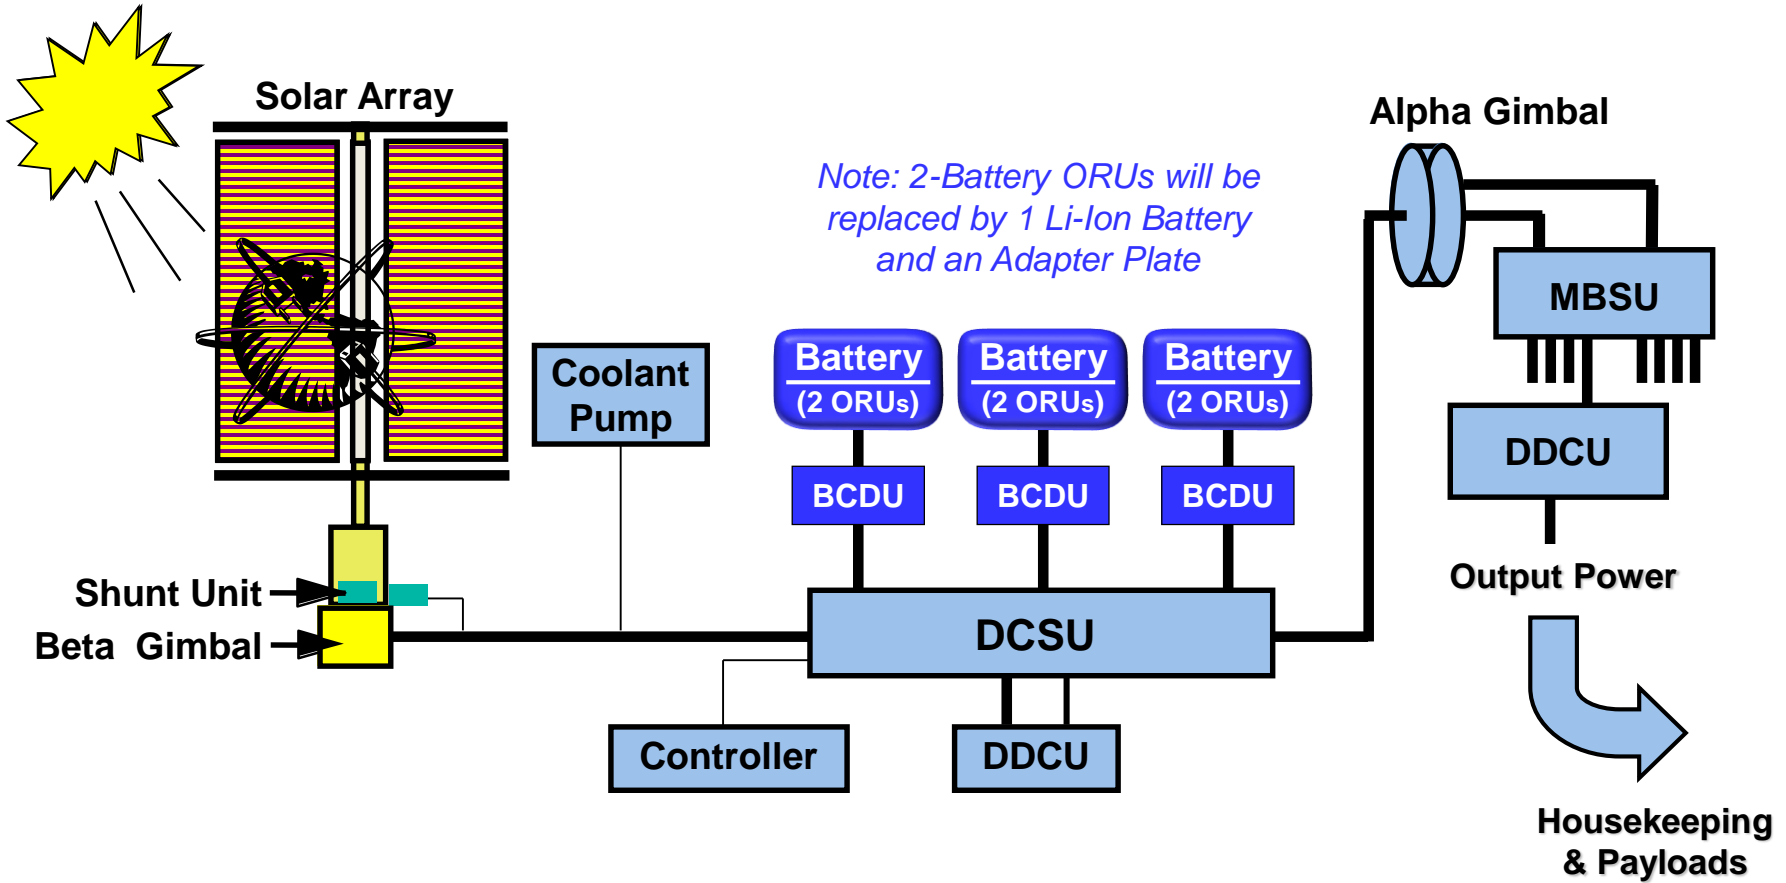 Solar Array
Alpha Gimbal
Note: 2-Battery ORUs will be
replaced by 1 Li-Ion Battery
and an Adapter Plate
MBSU
Coolant
Pump
Battery
(2 ORUs)
Battery
(2 ORUs)
Battery
(2 ORUs)
DDCU
BCDU
BCDU
BCDU
Shunt Unit
Beta Gimbal
DCSU
Output Power
Controller
DDCU
Housekeeping
& Payloads